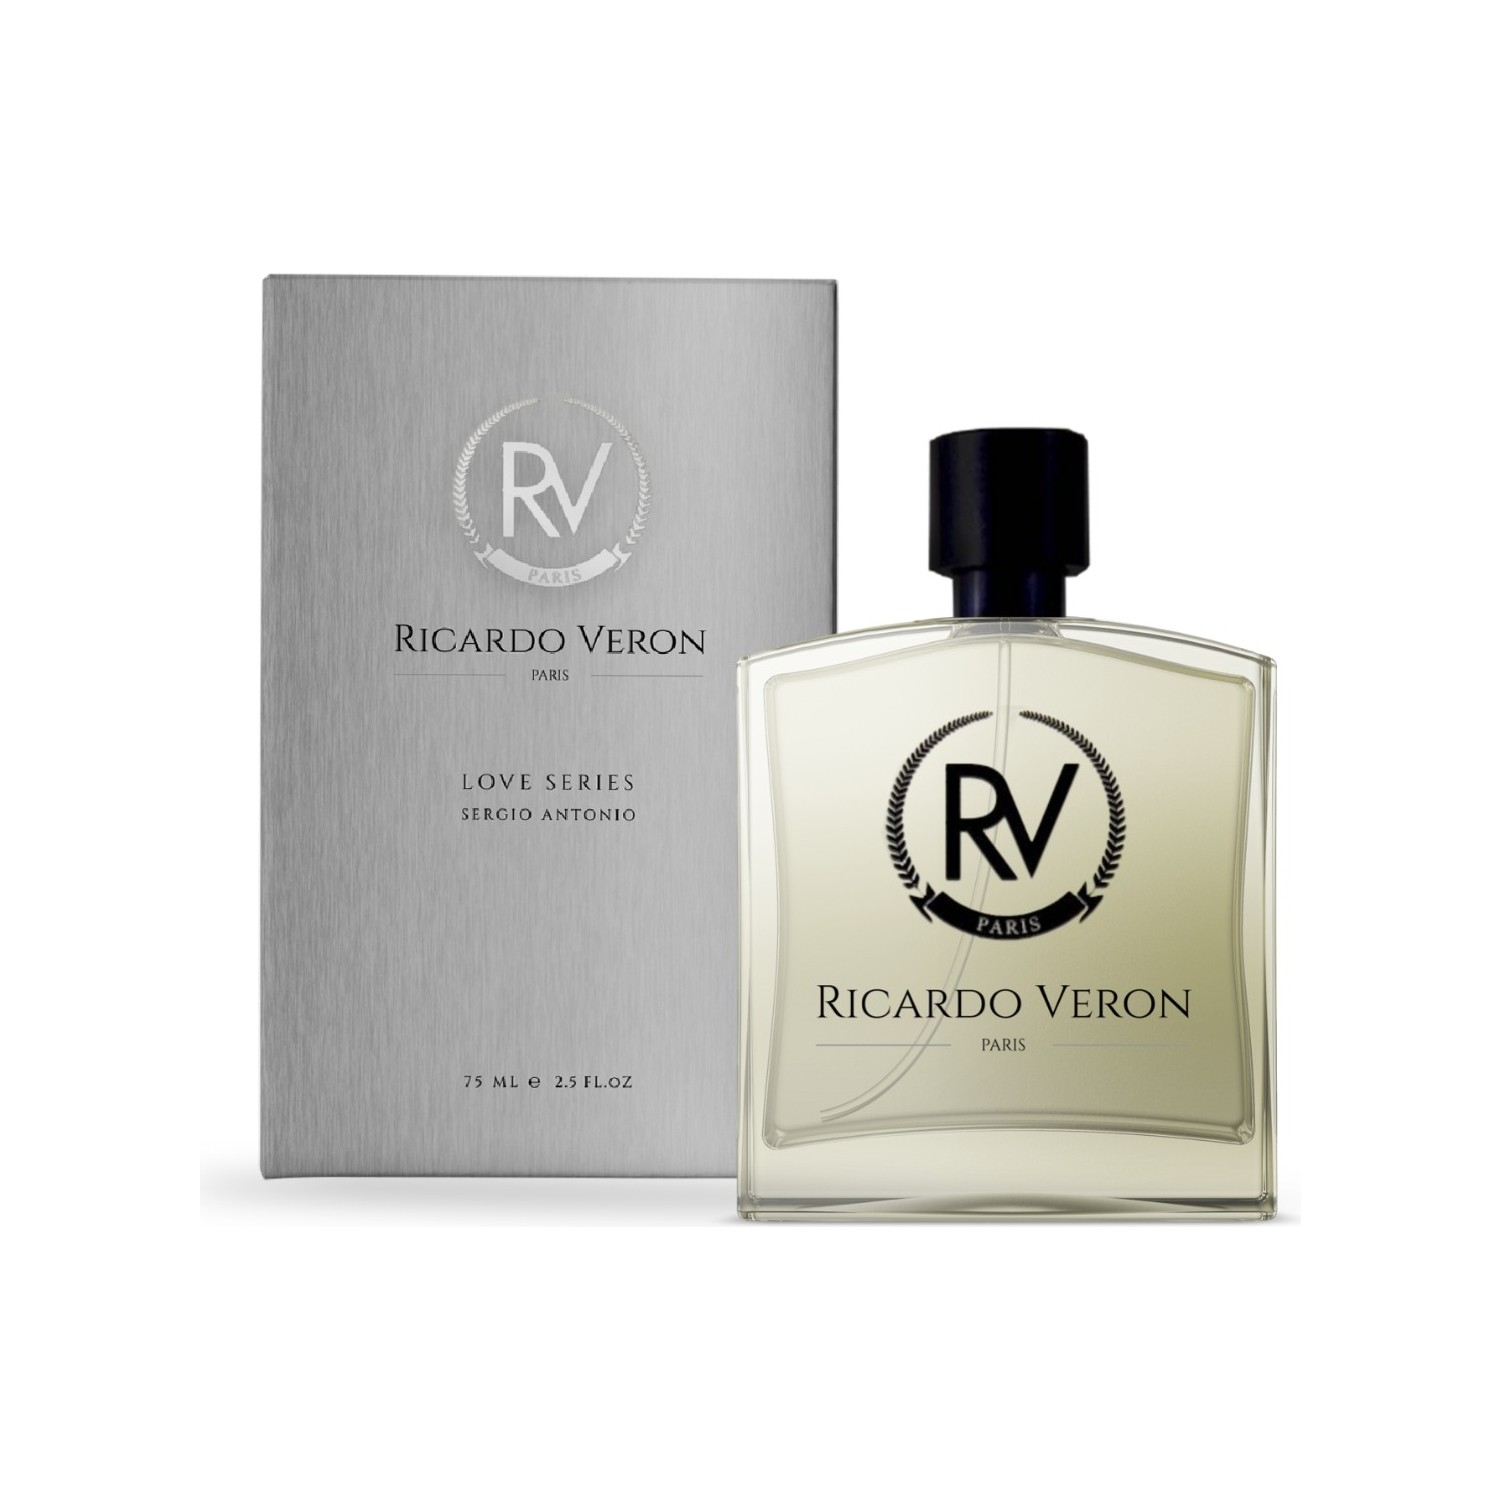 RV
PARIS
RICARDO VERON
PARIS
LOVE SERIES
SERGIO ANTONIO
75 ML e 2.5 FL.OZ
RV
PARIS
RICARDO VERON
PARIS